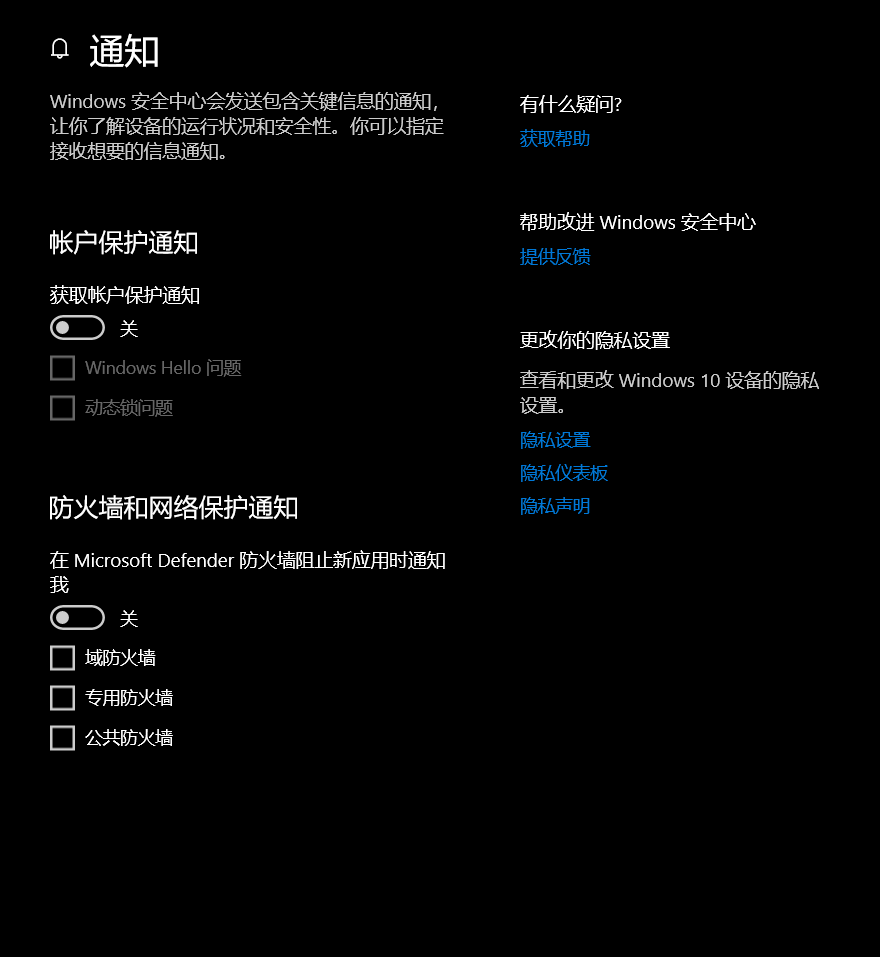 通知
Windows 安全中心会发送包含关键信息的通知，
让你了解设备的运行状况和安全性。你可以指定
接收想要的信息通知。
帐户保护通知
获取帐户保护通知
关
Windows Hello 问题
动态锁问题
防火墙和网络保护通知
在 Microsoft Defender 防火墙阻止新应用时通知
我
关
域防火墙
专用防火墙
公共防火墙
有什么疑问?
获取帮助
帮助改进 Windows 安全中心
提供反馈
更改你的隐私设置
查看和更改 Windows 10 设备的隐私
设置。
隐私设置
隐私仪表板
隐私声明